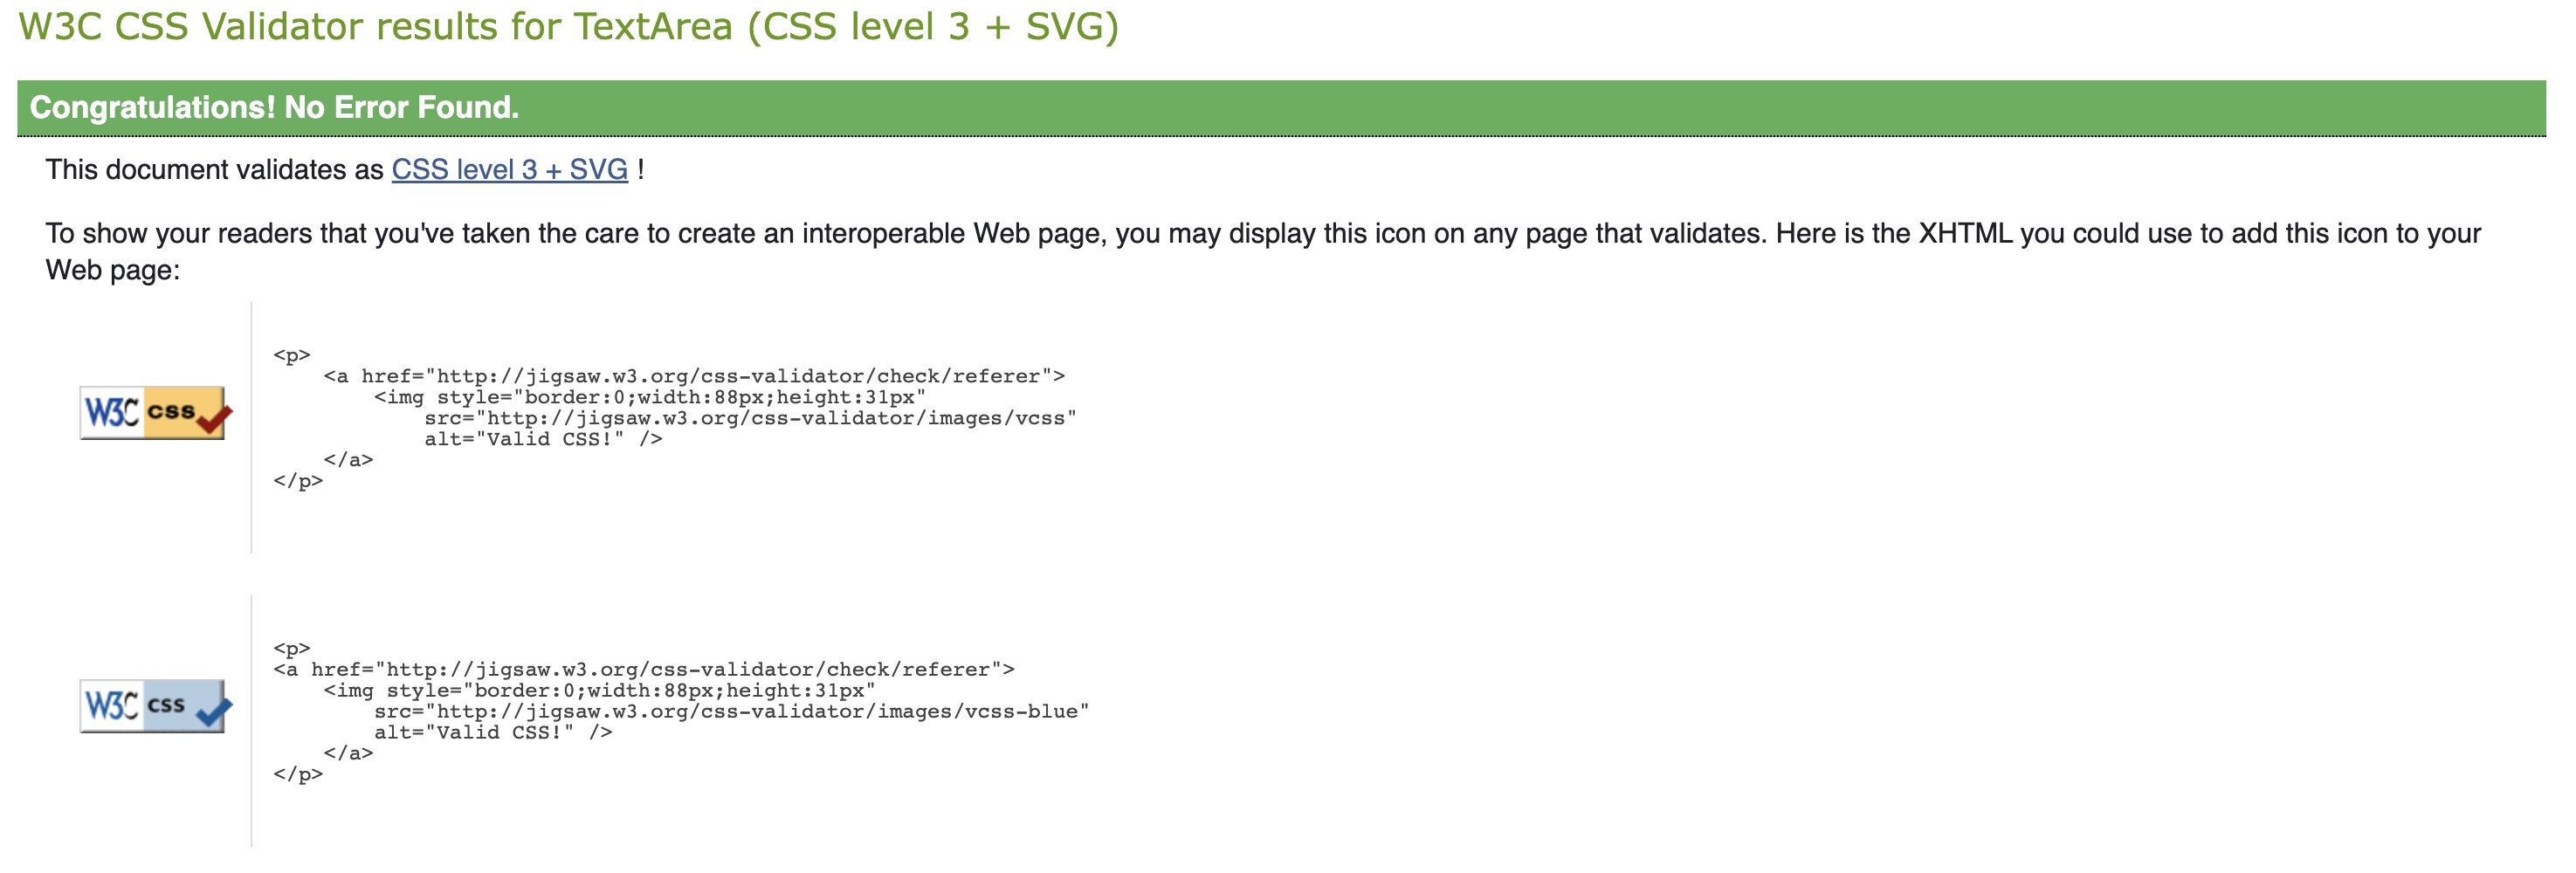 W3C CSS Validator results for TextArea (CSS level 3 + SVG)
Congratulations! No Error Found.
This document validates as CSS level 3 + SVG !
To show your readers that you've taken the care to create an interoperable Web page, you may display this icon on any page that validates. Here is the XHTML you could use to add this icon to your
Web page:
W3C css
<p>
    <a href="http://jigsaw.w3.org/css-validator/check/referer">
        <img style="border:0;width:88px;height:31px"
            src="http://jigsaw.w3.org/css-validator/images/vcss"
            alt="Valid CSS!" />
    </a>
</p>
W3C css
<p>
<a href="http://jigsaw.w3.org/css-validator/check/referer">
    <img style="border:0;width:88px;height:31px"
        src="http://jigsaw.w3.org/css-validator/images/vcss-blue"
        alt="Valid CSS!" />
    </a>
</p>